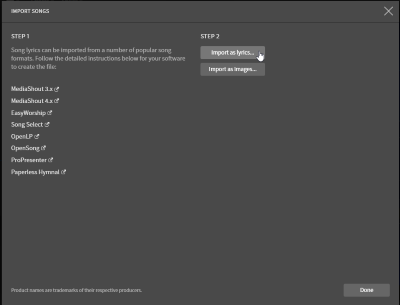 IMPORT SONGS
STEP 1
Song lyrics can be imported from a number of popular song
formats. Follow the detailed instructions below for your software
to create the file:
MediaShout 3.x
MediaShout 4.x
EasyWorship
Song Select
OpenLP
OpenSong
ProPresenter
Paperless Hymnal
STEP 2
Import as lyrics...
Import as images...
Product names are trademarks of their respective producers.
Done